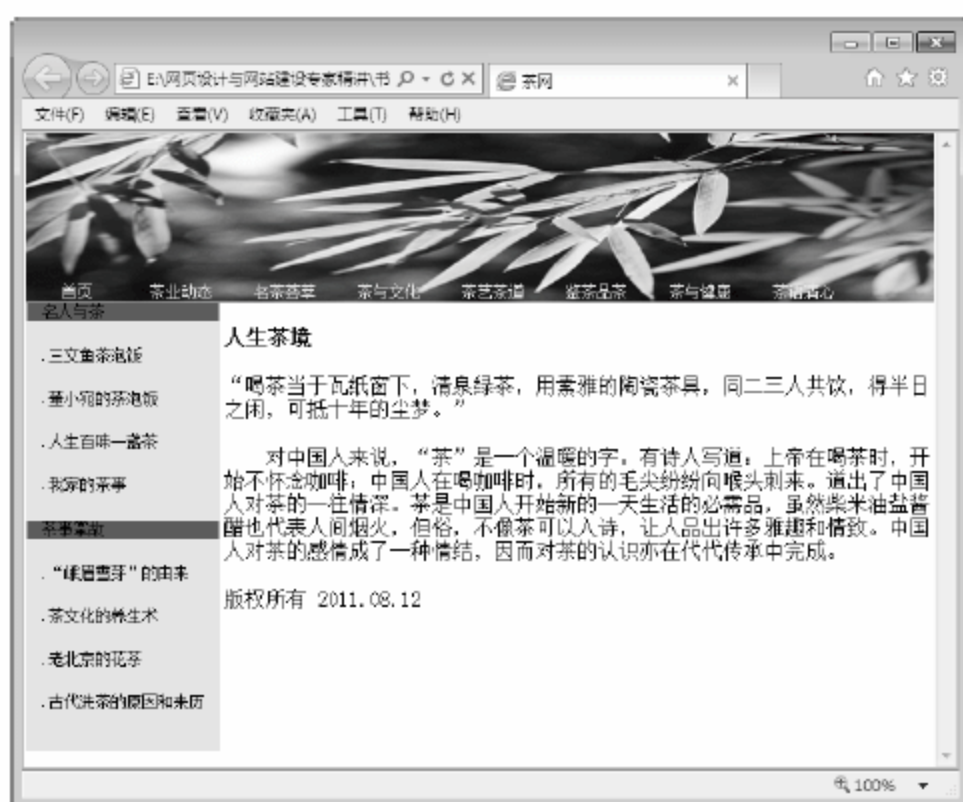 E:\网页设计与网站建设专家精讲\书
茶网
文件(F) 编辑(E) 查看(V) 收藏夹(A) 工具(T) 帮助(H)
首页 茶业动态 名茶荟萃 茶与文化 茶艺茶道 鉴茶品茶 茶与健康 茶语清心
名人与茶
.三文鱼茶泡饭
.董小宛的茶泡饭
.人生百味一盏茶
.我家的茶事
茶事掌故
.“峨眉雪芽”的由来
.茶文化的养生术
.老北京的花茶
.古代洗茶的原因和来历
人生茶境
“喝茶当于瓦纸窗下，清泉绿茶，用素雅的陶瓷茶具，同二三人共饮，得半日
之闲，可抵十年的尘梦。”
对中国人来说，“茶”是一个温暖的字。有诗人写道：上帝在喝茶时，开
始不怀念咖啡；中国人在喝咖啡时，所有的毛尖纷纷向喉头刺来。道出了中国
人对茶的一往情深。茶是中国人开始新的一天生活的必需品，虽然柴米油盐酱
醋也代表人间烟火，但俗，不像茶可以入诗，让人品出许多雅趣和情致。中国
人对茶的感情成了一种情结，因而对茶的认识亦在代代传承中完成。
版权所有 2011.08.12
100%